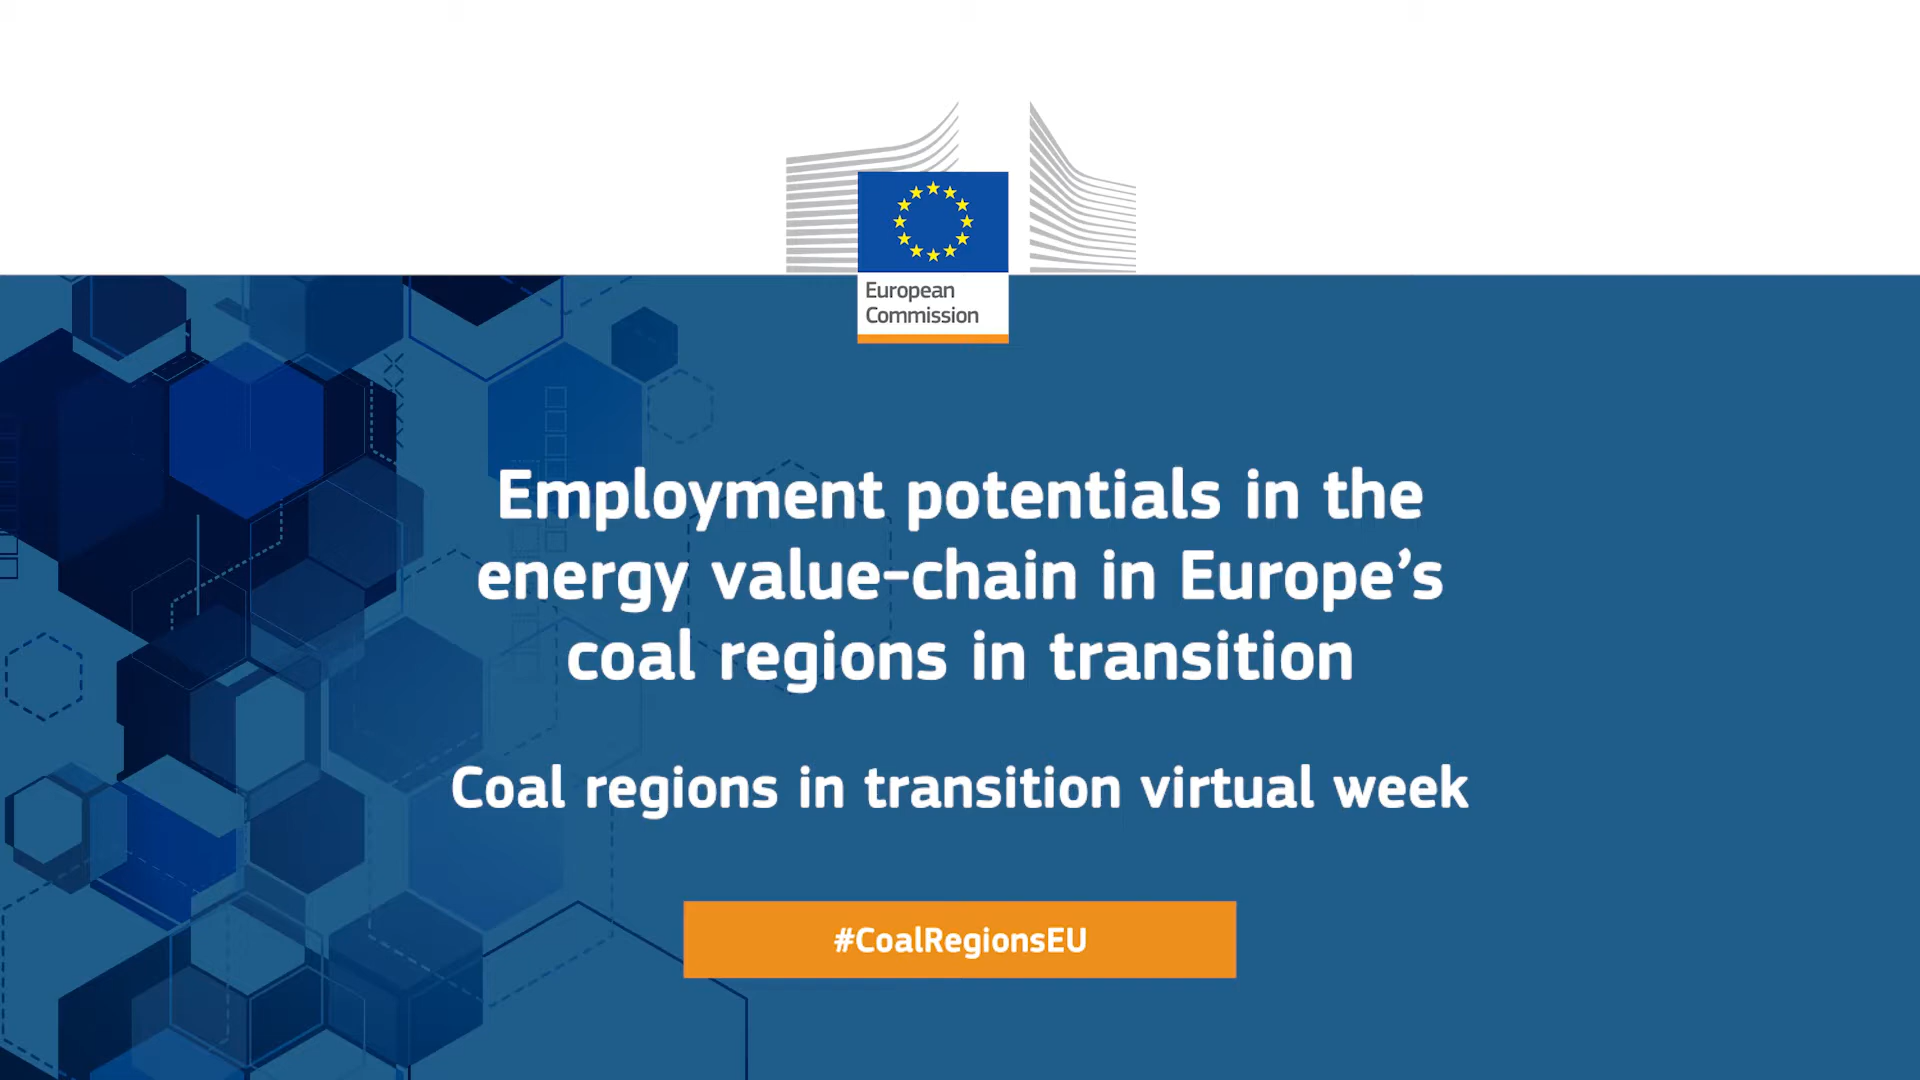 European
Commission
Employment potentials in the
energy value-chain in Europe’s
coal regions in transition
Coal regions in transition virtual week
#CoalRegionsEU